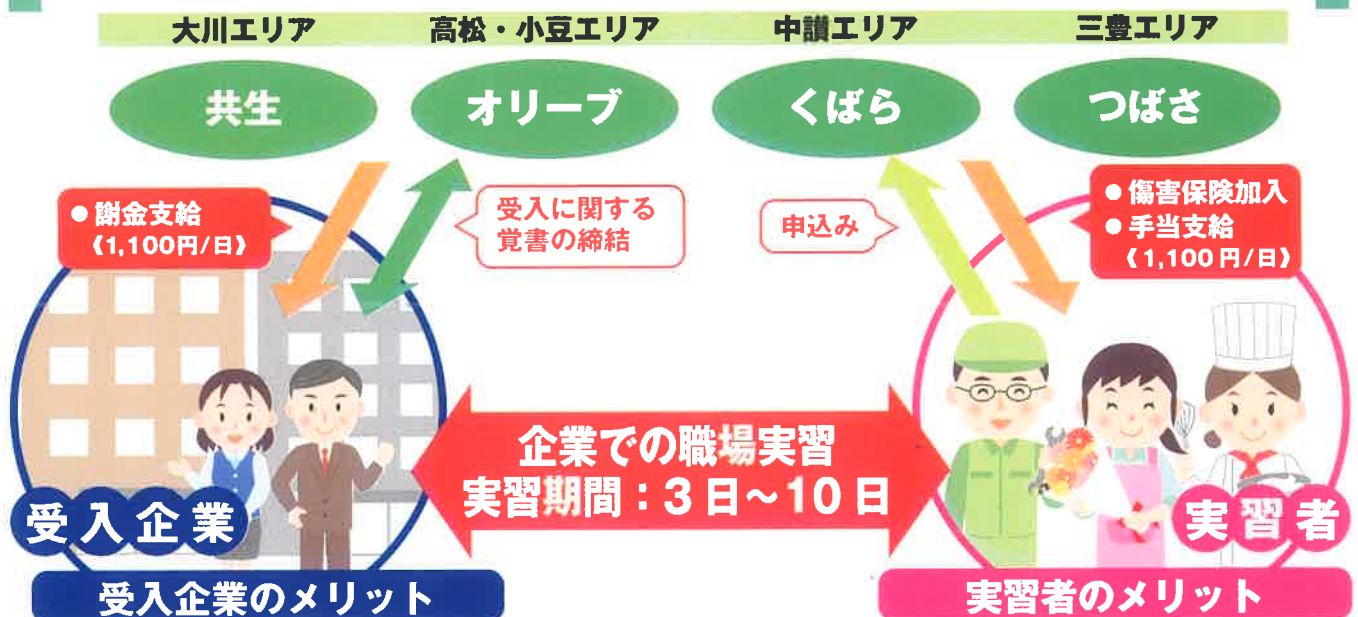 大川エリア
高松・小豆エリア
中讃エリア
三豊エリア
共生
オリーブ
くばら
つばさ
● 謝金支給
《1,100円/日》
受入に関する
覚書の締結
申込み
● 傷害保険加入
● 手当支給
《1,100円/日》
企業での職場実習
実習期間:3日~10日
受入企業
実習者
受入企業のメリット
実習者のメリット